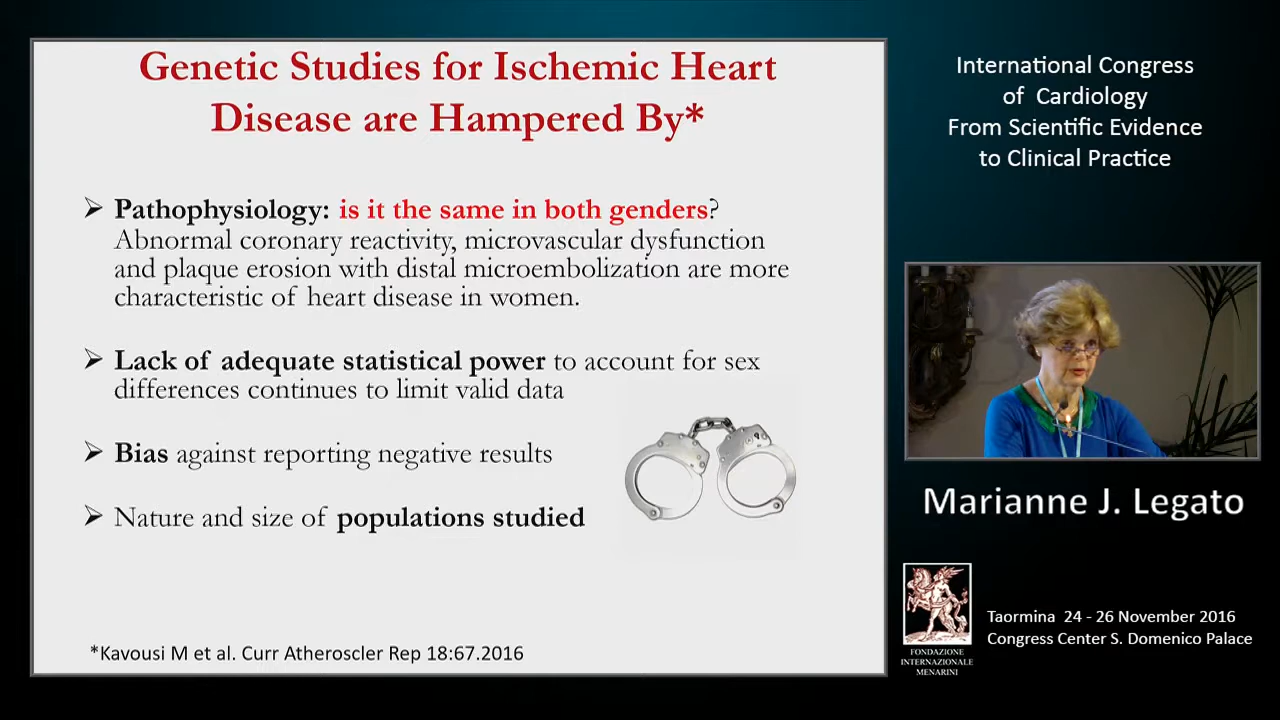 Genetic Studies for Ischemic Heart
Disease are Hampered By*
➢ Pathophysiology: is it the same in both genders?
Abnormal coronary reactivity, microvascular dysfunction
and plaque erosion with distal microembolization are more
characteristic of heart disease in women.
➢ Lack of adequate statistical power to account for sex
differences continues to limit valid data
➢ Bias against reporting negative results
➢ Nature and size of populations studied
*Kavousi M et al. Curr Atheroscler Rep 18:67.2016
International Congress
of Cardiology
From Scientific Evidence
to Clinical Practice
Marianne J. Legato
FONDAZIONE
INTERNAZIONALE
MENARINI
Taormina 24 - 26 November 2016
Congress Center S. Domenico Palace